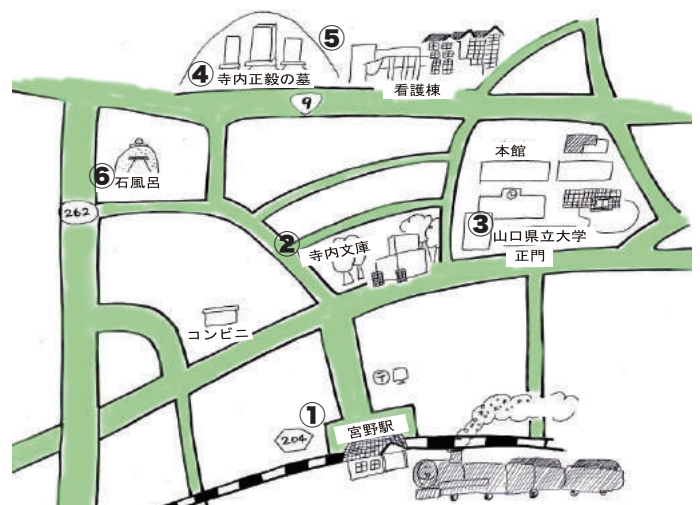 ⑤
④ 寺内正毅の墓
9
看護棟
本館
⑥ 石風呂
262
② 寺内文庫
③ 山口県立大学
正門
コンビニ
〒
①
204
宮野駅